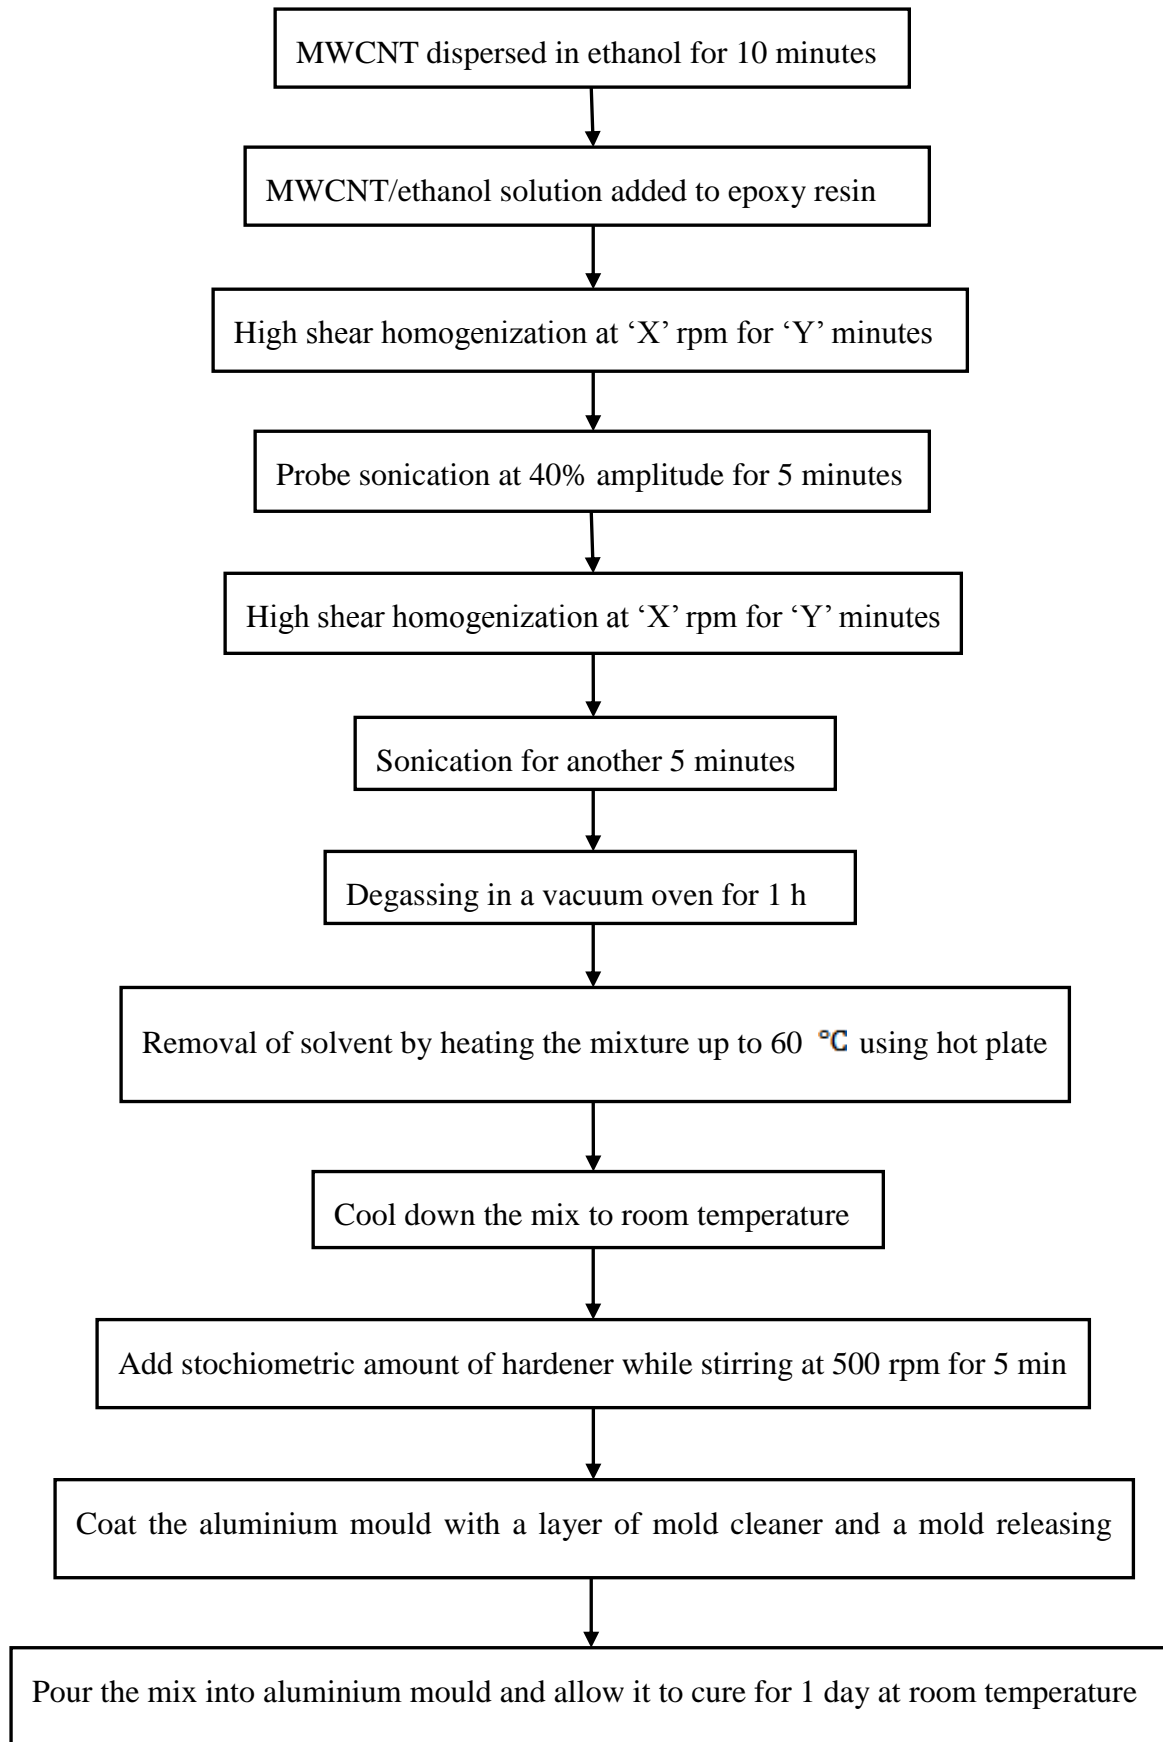 MWCNT dispersed in ethanol for 10 minutes
MWCNT/ethanol solution added to epoxy resin
High shear homogenization at ‘X’ rpm for ‘Y’ minutes
Probe sonication at 40% amplitude for 5 minutes
High shear homogenization at ‘X’ rpm for ‘Y’ minutes
Sonication for another 5 minutes
Degassing in a vacuum oven for 1 h
Removal of solvent by heating the mixture up to 60 °C using hot plate
Cool down the mix to room temperature
Add stochiometric amount of hardener while stirring at 500 rpm for 5 min
Coat the aluminium mould with a layer of mold cleaner and a mold releasing
Pour the mix into aluminium mould and allow it to cure for 1 day at room temperature